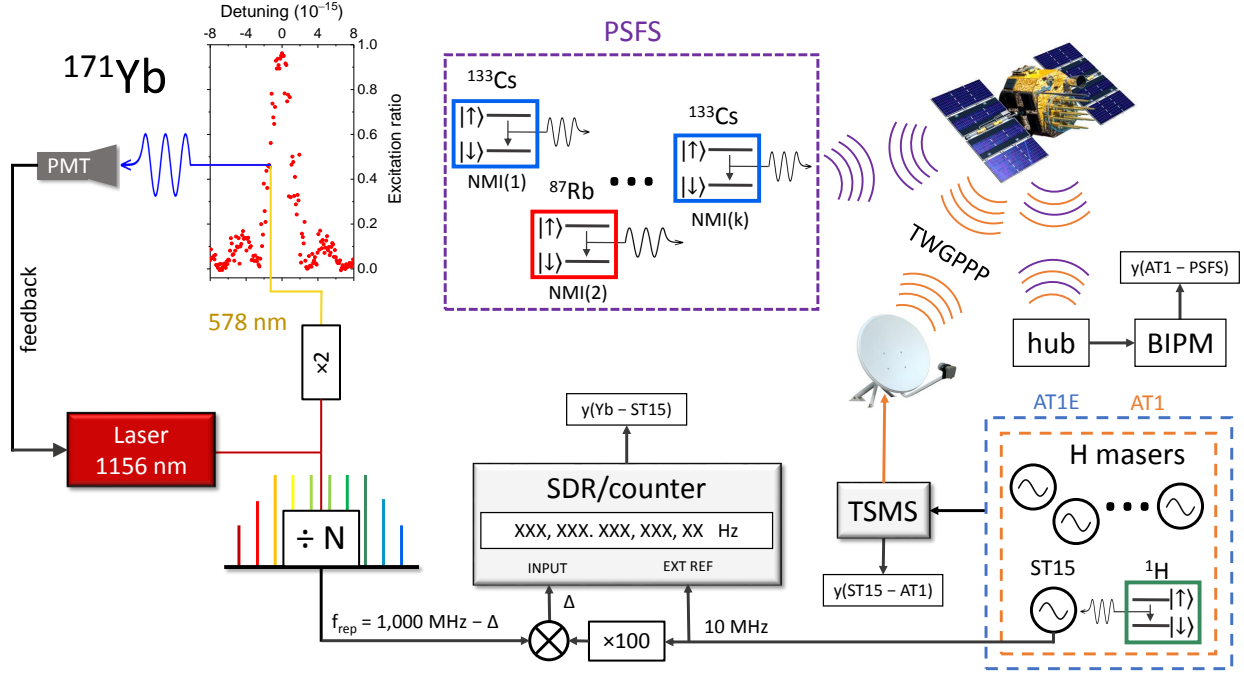 Detuning (10⁻¹⁵)
-8 -4 0 4 8
¹⁷¹Yb
1.0
0.8
0.6
0.4
0.2
0.0
Excitation ratio
PMT
feedback
578 nm
×2
Laser
1156 nm
÷ N
f_rep = 1,000 MHz − Δ
PSFS
¹³³Cs
|↑⟩
|↓⟩
NMI(1)
⁸⁷Rb
|↑⟩
|↓⟩
NMI(2)
¹³³Cs
|↑⟩
|↓⟩
NMI(k)
TWGPPP
y(AT1 − PSFS)
hub
BIPM
y(Yb − ST15)
SDR/counter
XXX, XXX. XXX, XXX, XX Hz
INPUT
EXT REF
Δ
×100
10 MHz
TSMS
y(ST15 − AT1)
AT1E
AT1
H masers
ST15
¹H
|↑⟩
|↓⟩